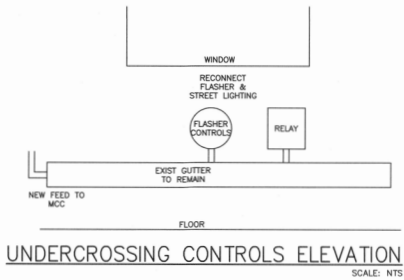 WINDOW
RECONNECT
FLASHER &
STREET LIGHTING
FLASHER
CONTROLS
RELAY
EXIST GUTTER
TO REMAIN
NEW FEED TO
MCC
FLOOR
UNDERCROSSING CONTROLS ELEVATION
SCALE: NTS